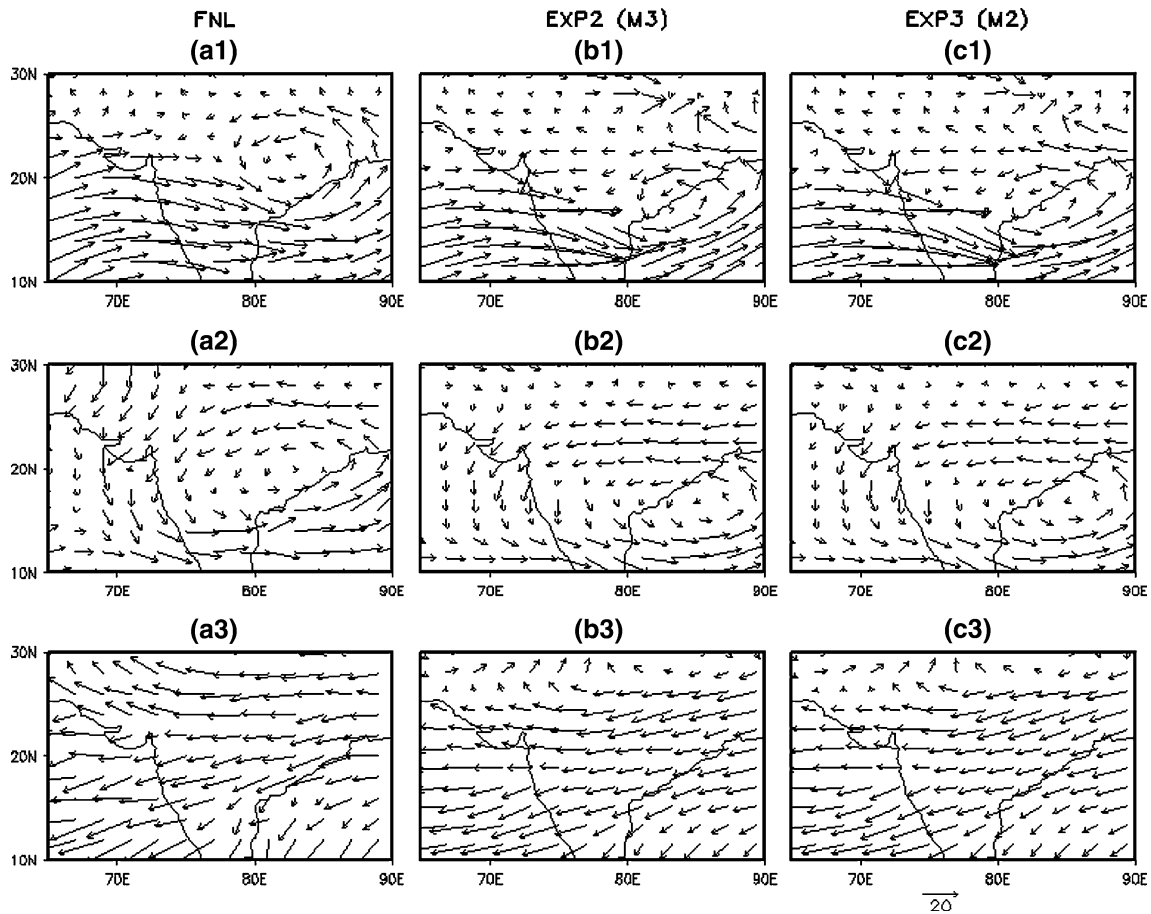 FNL EXP2 (M3) EXP3 (M2)
(a1) (b1) (c1)
30N
20N
10N
70E 80E 90E 70E 80E 90E 70E 80E 90E
(a2) (b2) (c2)
30N
20N
10N
70E 80E 90E 70E 80E 90E 70E 80E 90E
(a3) (b3) (c3)
30N
20N
10N
70E 80E 90E 70E 80E 90E 70E 80E 90E
20